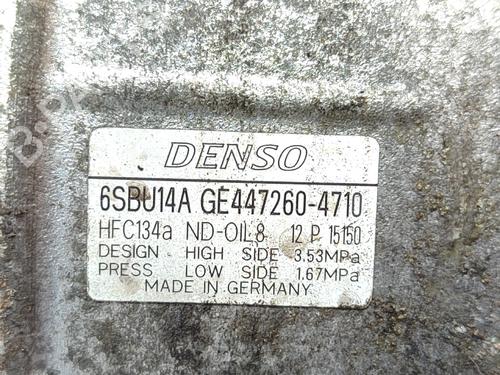 DENSO
6SBU14A GE447260-4710
HFC134a ND-OIL8 12 P 15150
DESIGN HIGH SIDE 3.53MPa
PRESS LOW SIDE 1.67MPa
MADE IN GERMANY